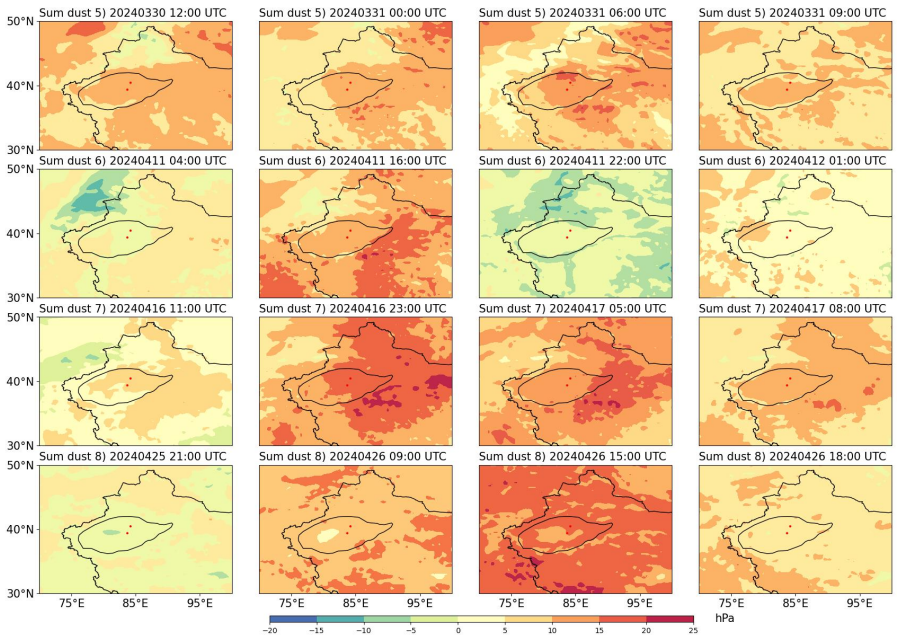 Sum dust 5) 20240330 12:00 UTC Sum dust 5) 20240331 00:00 UTC Sum dust 5) 20240331 06:00 UTC Sum dust 5) 20240331 09:00 UTC
50°N
40°N
30°N
Sum dust 6) 20240411 04:00 UTC Sum dust 6) 20240411 16:00 UTC Sum dust 6) 20240411 22:00 UTC Sum dust 6) 20240412 01:00 UTC
50°N
40°N
30°N
Sum dust 7) 20240416 11:00 UTC Sum dust 7) 20240416 23:00 UTC Sum dust 7) 20240417 05:00 UTC Sum dust 7) 20240417 08:00 UTC
50°N
40°N
30°N
Sum dust 8) 20240425 21:00 UTC Sum dust 8) 20240426 09:00 UTC Sum dust 8) 20240426 15:00 UTC Sum dust 8) 20240426 18:00 UTC
50°N
40°N
30°N
75°E 85°E 95°E 75°E 85°E 95°E 75°E 85°E 95°E 75°E 85°E 95°E
hPa
−20 −15 −10 −5 0 5 10 15 20 25